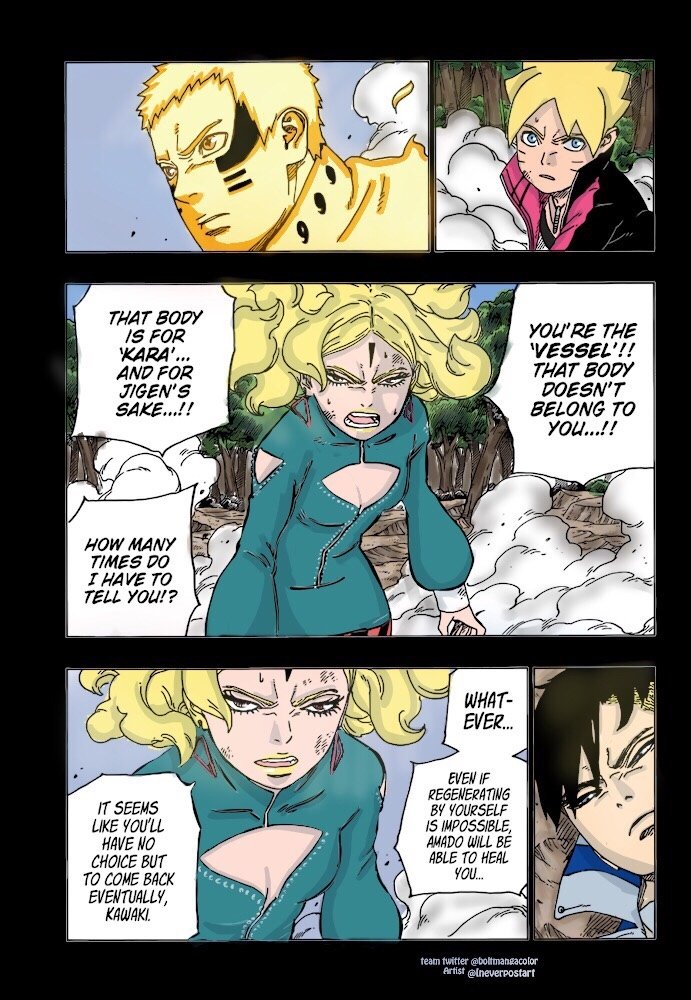 YOU'RE THE
'VESSEL'!!
THAT BODY
DOESN'T
BELONG TO
YOU...!!
THAT BODY
IS FOR
'KARA'...
AND FOR
JIGEN'S
SAKE...!!
HOW MANY
TIMES DO
I HAVE TO
TELL YOU!?
WHAT-
EVER...
EVEN IF
REGENERATING
BY YOURSELF
IS IMPOSSIBLE,
AMADO WILL BE
ABLE TO HEAL
YOU...
IT SEEMS
LIKE YOU'LL
HAVE NO
CHOICE BUT
TO COME BACK
EVENTUALLY,
KAWAKI.
team twitter @boltmangacolor
Artist @Ineverpostart